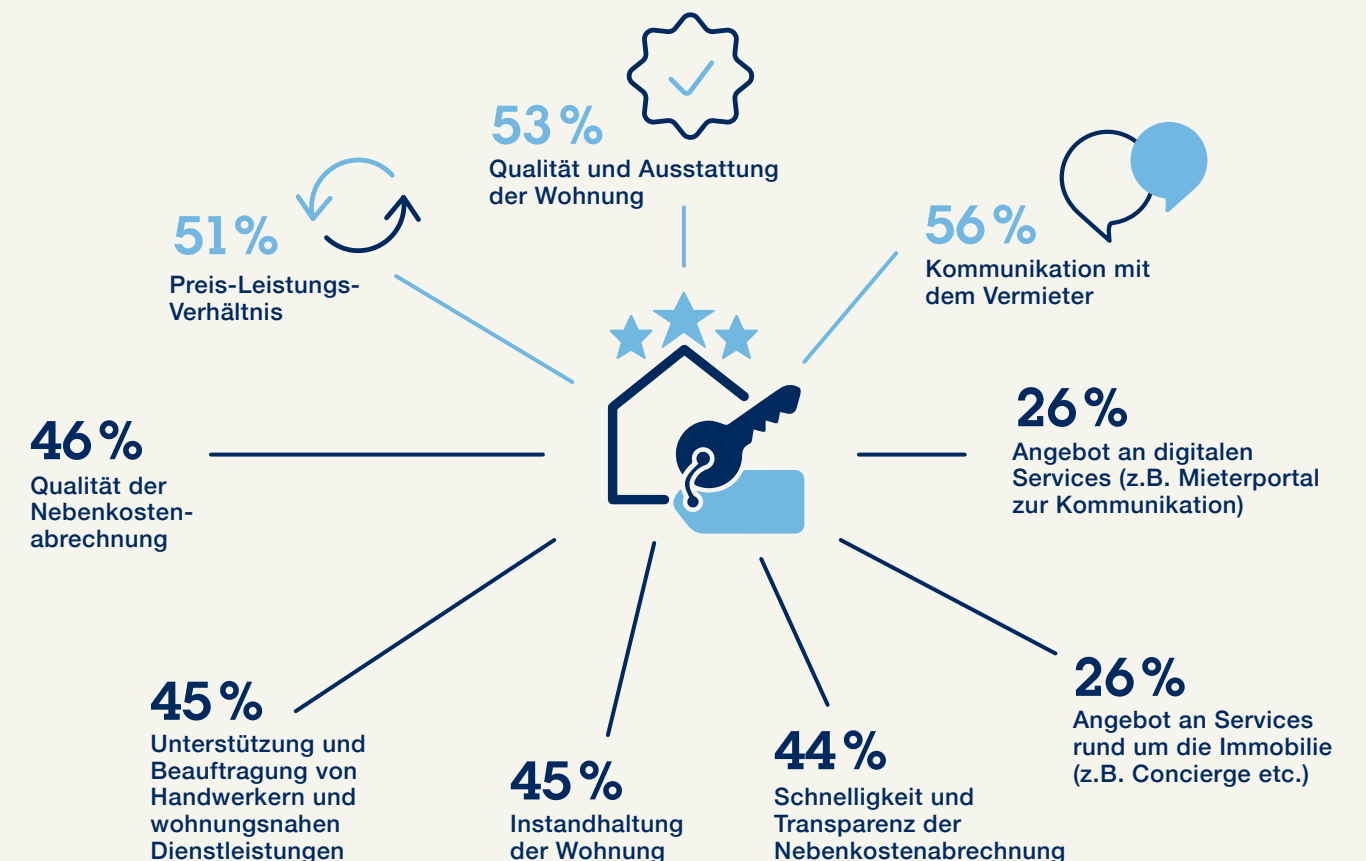 53 %
Qualität und Ausstattung
der Wohnung
51 %
Preis-Leistungs-
Verhältnis
56 %
Kommunikation mit
dem Vermieter
46 %
Qualität der
Nebenkosten-
abrechnung
26 %
Angebot an digitalen
Services (z.B. Mieterportal
zur Kommunikation)
45 %
Unterstützung und
Beauftragung von
Handwerkern und
wohnungsnahen
Dienstleistungen
45 %
Instandhaltung
der Wohnung
44 %
Schnelligkeit und
Transparenz der
Nebenkostenabrechnung
26 %
Angebot an Services
rund um die Immobilie
(z.B. Concierge etc.)